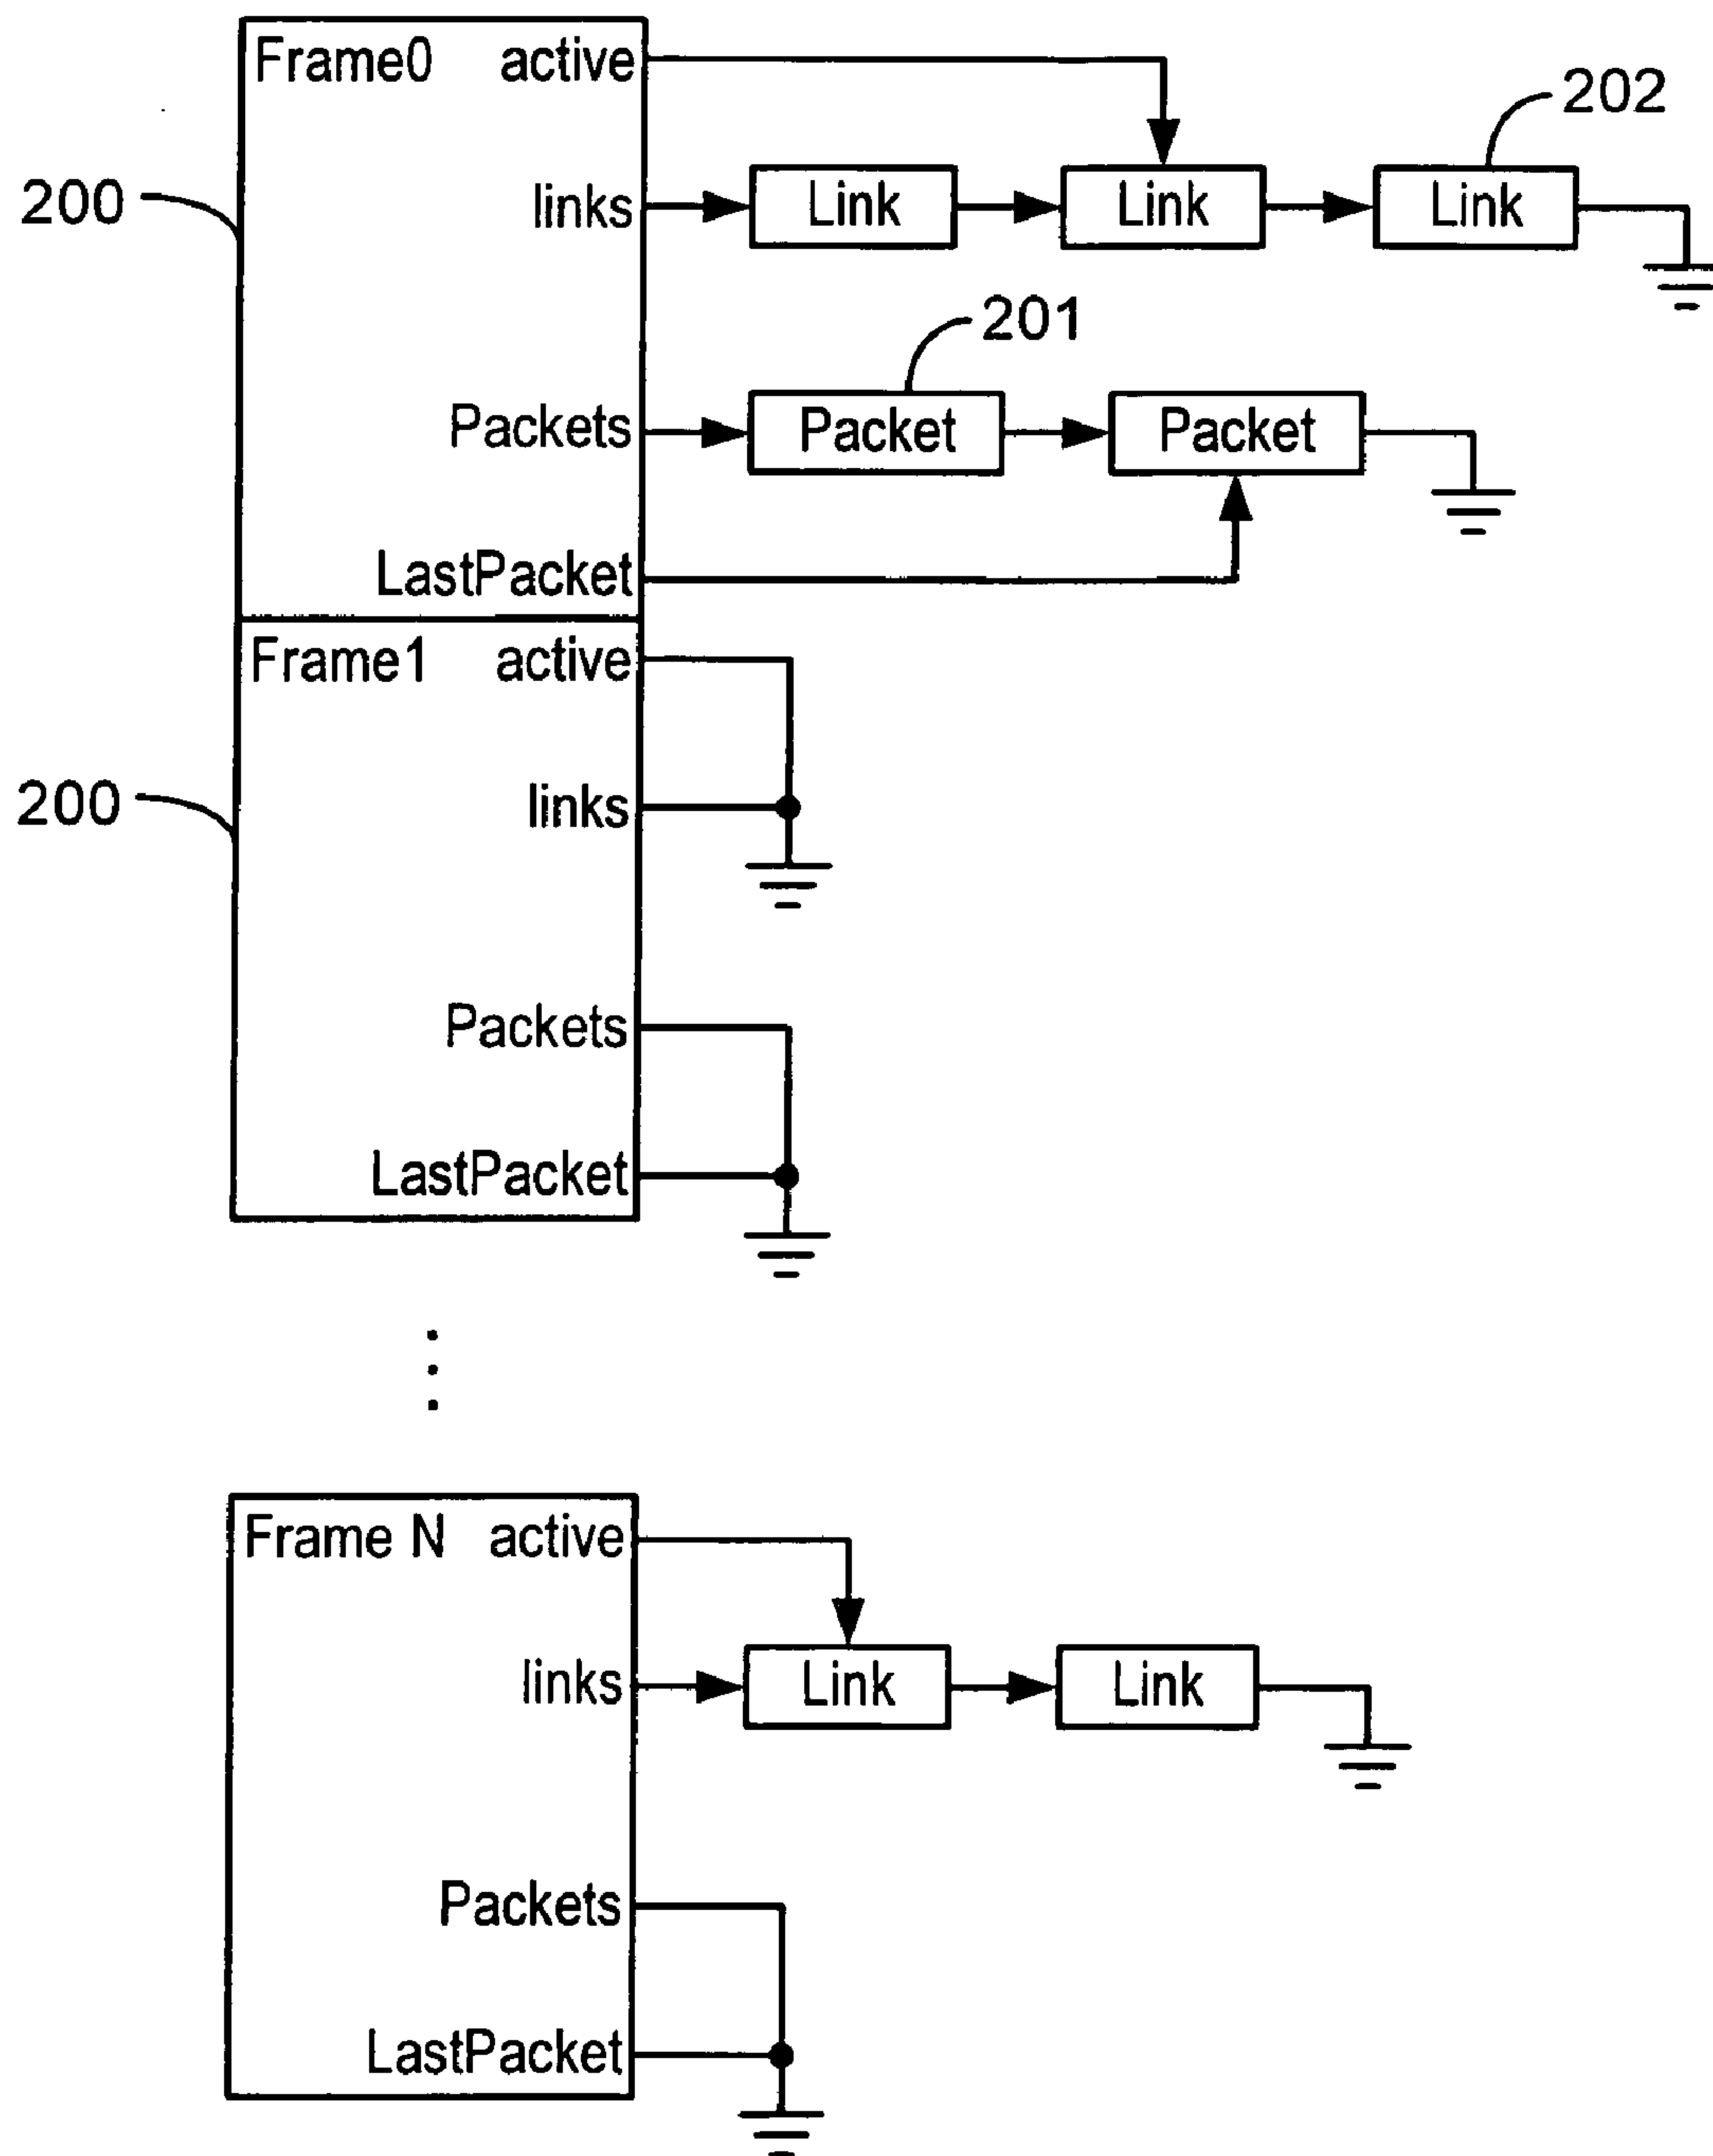 Frame0 active
202
200
links
Link
Link
Link
201
Packets
Packet
Packet
LastPacket
Frame1 active
200
links
Packets
LastPacket
Frame N active
links
Link
Link
Packets
LastPacket